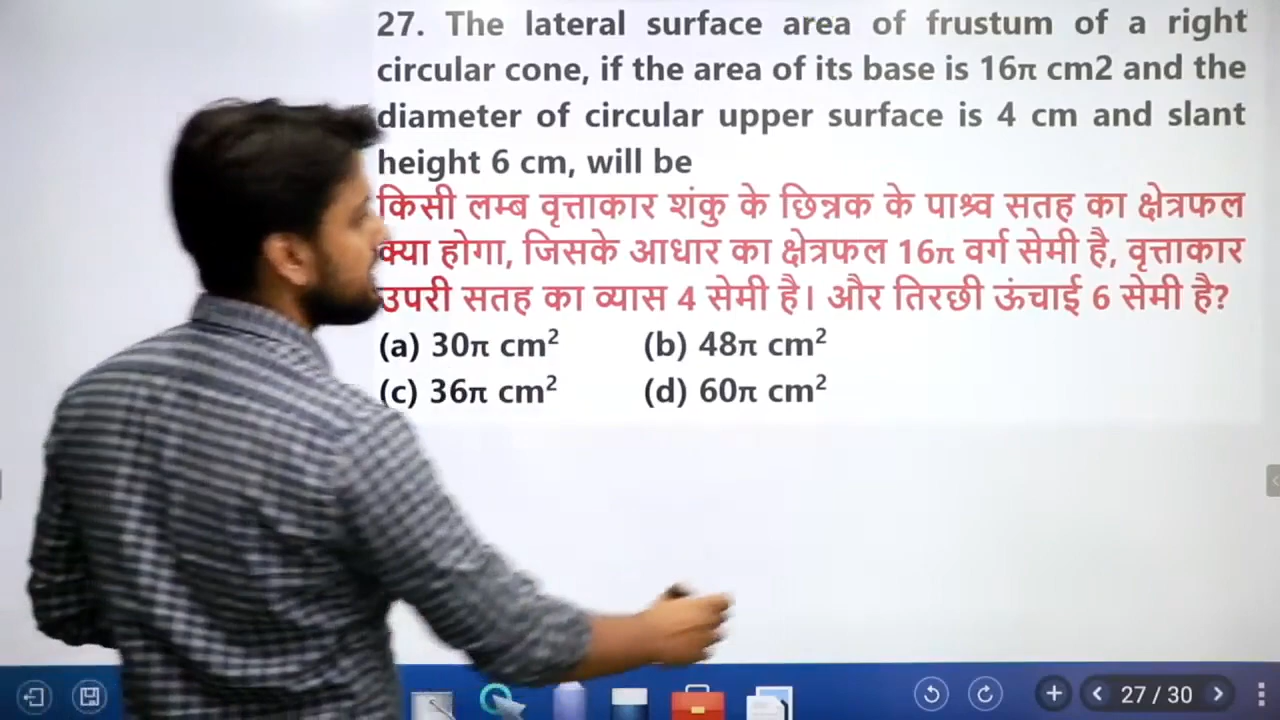 27. The lateral surface area of frustum of a right
circular cone, if the area of its base is 16π cm2 and the
diameter of circular upper surface is 4 cm and slant
height 6 cm, will be
किसी लम्ब वृत्ताकार शंकु के छिन्नक के पाश्र्व सतह का क्षेत्रफल
क्या होगा, जिसके आधार का क्षेत्रफल 16π वर्ग सेमी है, वृत्ताकार
उपरी सतह का व्यास 4 सेमी है। और तिरछी ऊंचाई 6 सेमी है?
(a) 30π cm² (b) 48π cm²
(c) 36π cm² (d) 60π cm²
27 / 30